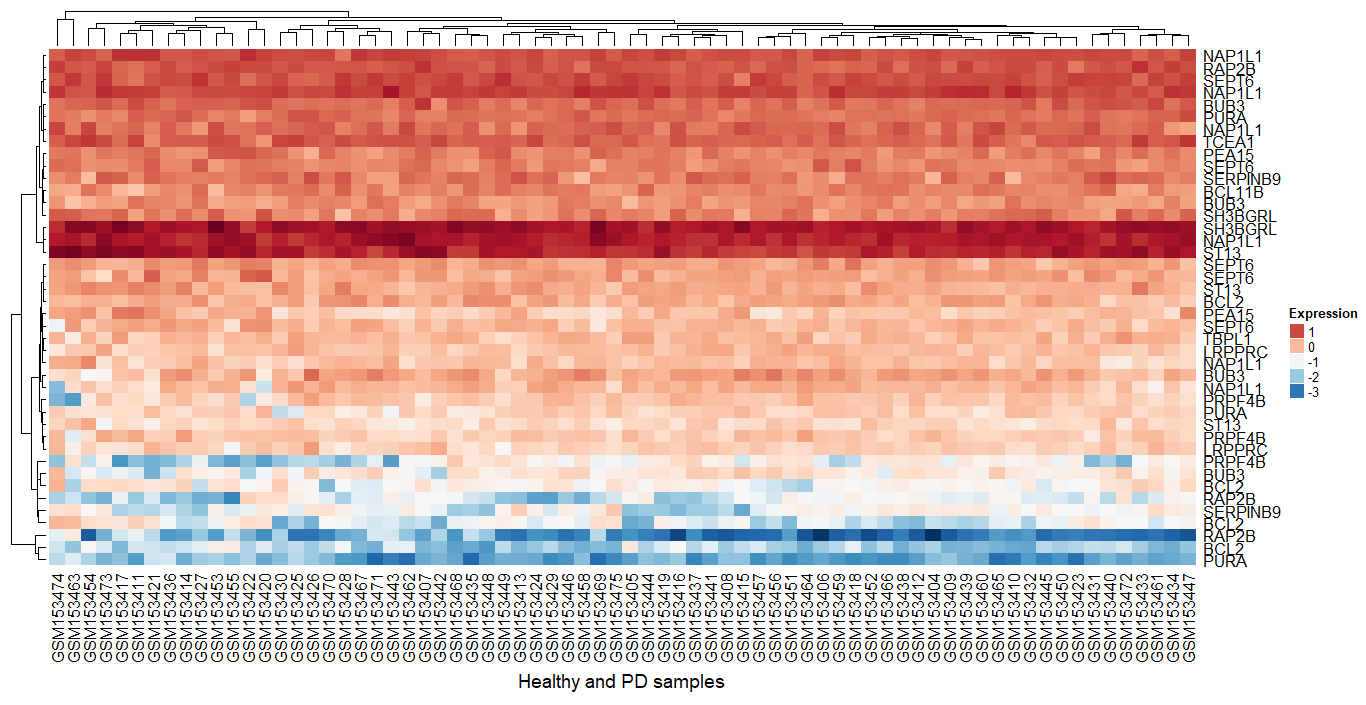 NAP1L1
RAP2B
SEPT6
NAP1L1
BUB3
PURA
NAP1L1
TCEA1
PEA15
SEPT6
SERPINB9
BCL11B
BUB3
SH3BGRL
SH3BGRL
NAP1L1
ST13
SEPT6
SEPT6
ST13
BCL2
PEA15
SEPT6
TBPL1
LRPPRC
NAP1L1
BUB3
NAP1L1
PRPF4B
PURA
ST13
PRPF4B
LRPPRC
PRPF4B
BUB3
BCL2
RAP2B
SERPINB9
BCL2
RAP2B
BCL2
PURA
Expression
1
0
-1
-2
-3
GSM153474
GSM153463
GSM153454
GSM153473
GSM153417
GSM153411
GSM153421
GSM153436
GSM153414
GSM153427
GSM153453
GSM153455
GSM153422
GSM153420
GSM153430
GSM153425
GSM153426
GSM153470
GSM153428
GSM153467
GSM153471
GSM153443
GSM153462
GSM153407
GSM153442
GSM153468
GSM153435
GSM153448
GSM153449
GSM153413
GSM153424
GSM153429
GSM153446
GSM153458
GSM153469
GSM153475
GSM153405
GSM153444
GSM153419
GSM153416
GSM153437
GSM153441
GSM153408
GSM153415
GSM153457
GSM153456
GSM153451
GSM153464
GSM153406
GSM153459
GSM153418
GSM153452
GSM153466
GSM153438
GSM153412
GSM153404
GSM153409
GSM153439
GSM153460
GSM153465
GSM153410
GSM153432
GSM153445
GSM153450
GSM153423
GSM153431
GSM153440
GSM153472
GSM153433
GSM153461
GSM153434
GSM153447
Healthy and PD samples